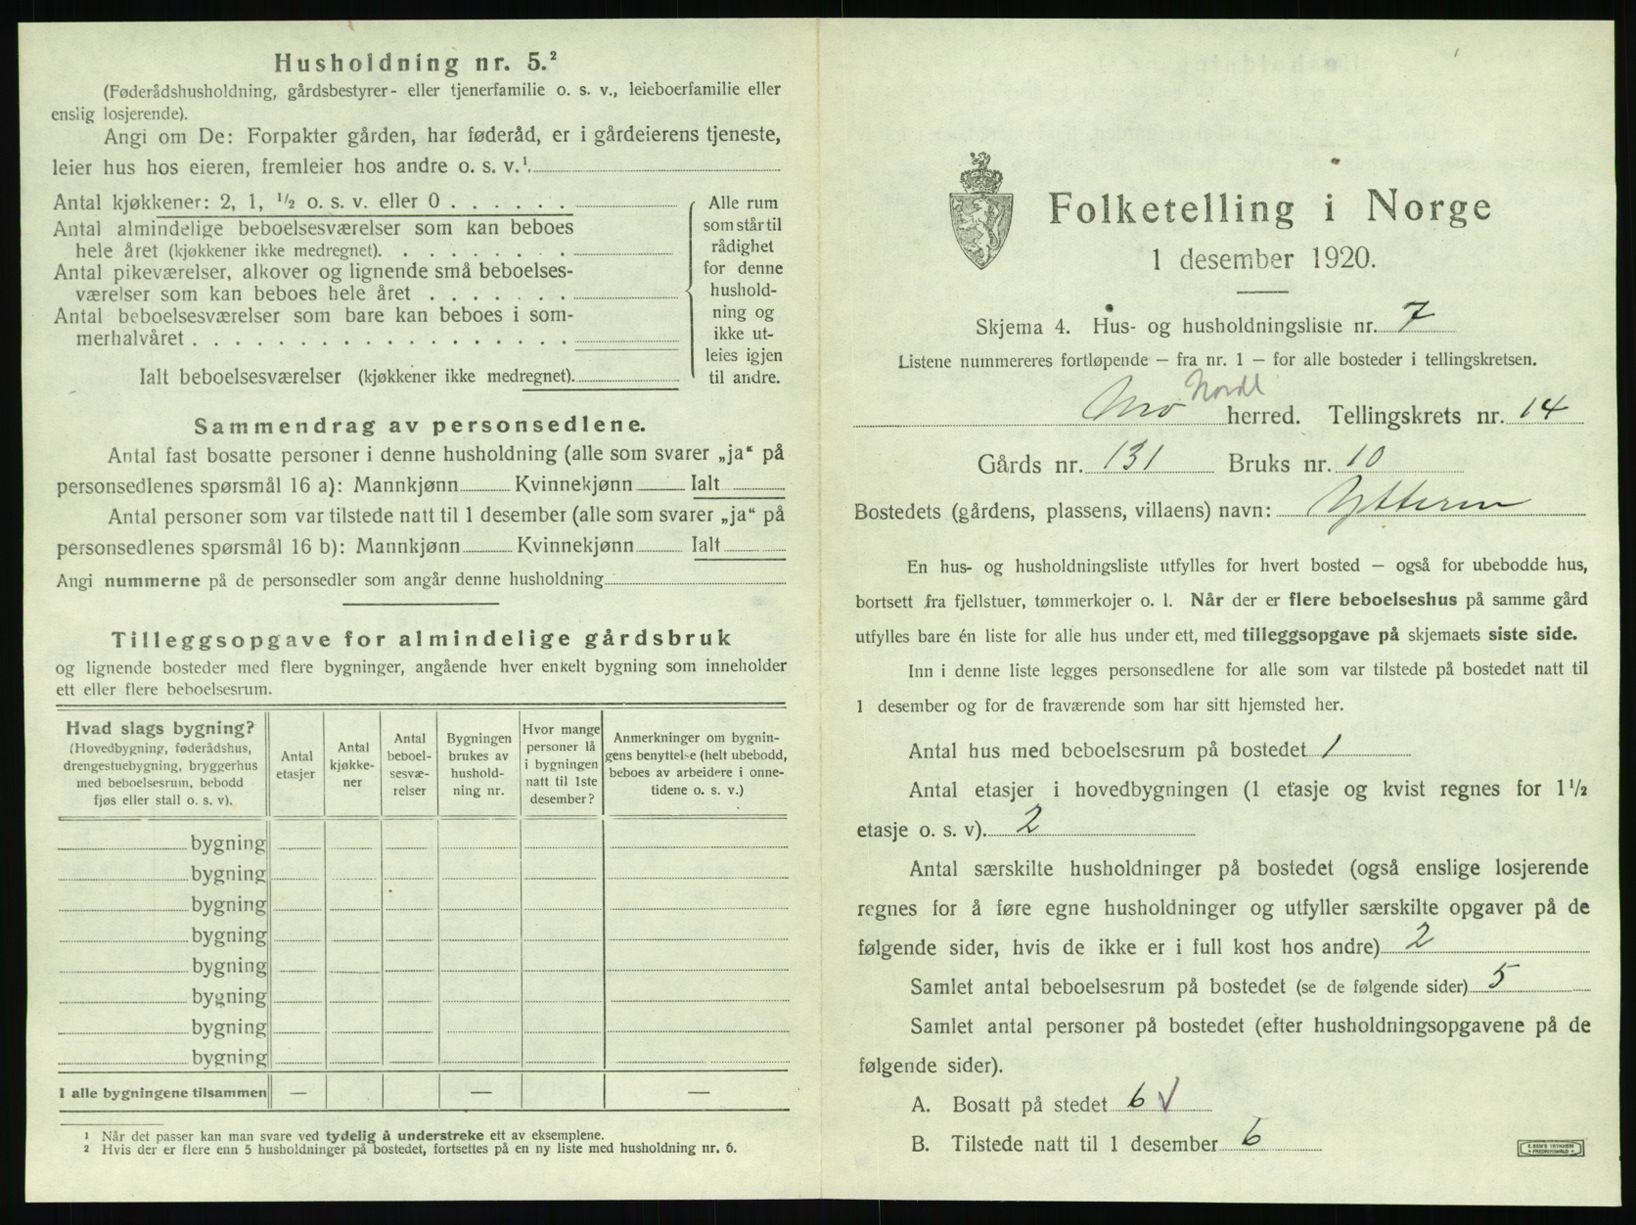 Husholdning nr. 5.²
(Føderådshusholdning, gårdsbestyrer- eller tjenerfamilie o. s. v., leieboerfamilie eller
enslig losjerende).
Angi om De: Forpakter gården, har føderåd, er i gårdeierens tjeneste,
leier hus hos eieren, fremleier hos andre o. s. v.¹
Antal kjøkkener: 2, 1, ½ o. s. v. eller 0 . . . . . .
Antal almindelige beboelsesværelser som kan beboes
hele året (kjøkkener ikke medregnet). . . . . . . . .
Antal pikeværelser, alkover og lignende små beboelses-
værelser som kan beboes hele året . . . . . . .
Antal beboelsesværelser som bare kan beboes i som-
merhalvåret . . . . . . . . . . . . . . . . . .
Ialt beboelsesværelser (kjøkkener ikke medregnet).
Alle rum
som står til
rådighet
for denne
hushold-
ning og
ikke ut-
leies igjen
til andre.
Sammendrag av personsedlene.
Antal fast bosatte personer i denne husholdning (alle som svarer „ja“ på
personsedlenes spørsmål 16 a): Mannkjønn Kvinnekjønn Ialt
Antal personer som var tilstede natt til 1 desember (alle som svarer „ja“ på
personsedlenes spørsmål 16 b): Mannkjønn Kvinnekjønn Ialt
Angi nummerne på de personsedler som angår denne husholdning
Tilleggsopgave for almindelige gårdsbruk
og lignende bosteder med flere bygninger, angående hver enkelt bygning som inneholder
ett eller flere beboelsesrum.
Hvad slags bygning?
(Hovedbygning, føderådshus,
drengestuebygning, bryggerhus
med beboelsesrum, bebodd
fjøs eller stall o. s. v).
Antal
etasjer
Antal
kjøkke-
ner
Antal
beboel-
sesvæ-
relser
Bygningen
brukes av
hushold-
ning nr.
Hvor mange
personer lå
i bygningen
natt til 1ste
desember?
Anmerkninger om bygnin-
gens benyttelse (helt ubebodd,
beboes av arbeidere i onne-
tidene o. s. v.)
bygning
bygning
bygning
bygning
bygning
bygning
bygning
bygning
I alle bygningene tilsammen — — —
¹ Når det passer kan man svare ved tydelig å understreke ett av eksemplene.
² Hvis der er flere enn 5 husholdninger på bostedet, fortsettes på en ny liste med husholdning nr. 6.
Folketelling i Norge
1 desember 1920.
Skjema 4. Hus- og husholdningsliste nr. 7
Listene nummereres fortløpende — fra nr. 1 — for alle bosteder i tellingskretsen.
Nordl
Mo herred. Tellingskrets nr. 14
Gårds nr. 131 Bruks nr. 10
Bostedets (gårdens, plassens, villaens) navn: Ytteren
En hus- og husholdningsliste utfylles for hvert bosted — også for ubebodde hus,
bortsett fra fjellstuer, tømmerkojer o. l. Når der er flere beboelseshus på samme gård
utfylles bare én liste for alle hus under ett, med tilleggsopgave på skjemaets siste side.
Inn i denne liste legges personsedlene for alle som var tilstede på bostedet natt til
1 desember og for de fraværende som har sitt hjemsted her.
Antal hus med beboelsesrum på bostedet 1
Antal etasjer i hovedbygningen (1 etasje og kvist regnes for 1½
etasje o. s. v). 2
Antal særskilte husholdninger på bostedet (også enslige losjerende
regnes for å føre egne husholdninger og utfyller særskilte opgaver på de
følgende sider, hvis de ikke er i full kost hos andre) 2
Samlet antal beboelsesrum på bostedet (se de følgende sider) 5
Samlet antal personer på bostedet (efter husholdningsopgavene på de
følgende sider).
A. Bosatt på stedet 6 √
B. Tilstede natt til 1 desember 6